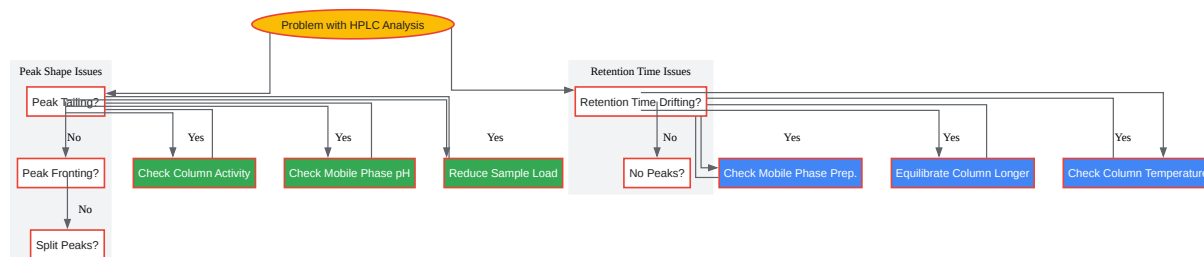 Problem with HPLC Analysis
Peak Shape Issues
Retention Time Issues
Peak Tailing?
Retention Time Drifting?
No
Yes
Yes
Yes
No
Yes
Yes
Yes
Peak Fronting?
Check Column Activity
Check Mobile Phase pH
Reduce Sample Load
No Peaks?
Check Mobile Phase Prep.
Equilibrate Column Longer
Check Column Temperature
No
Split Peaks?